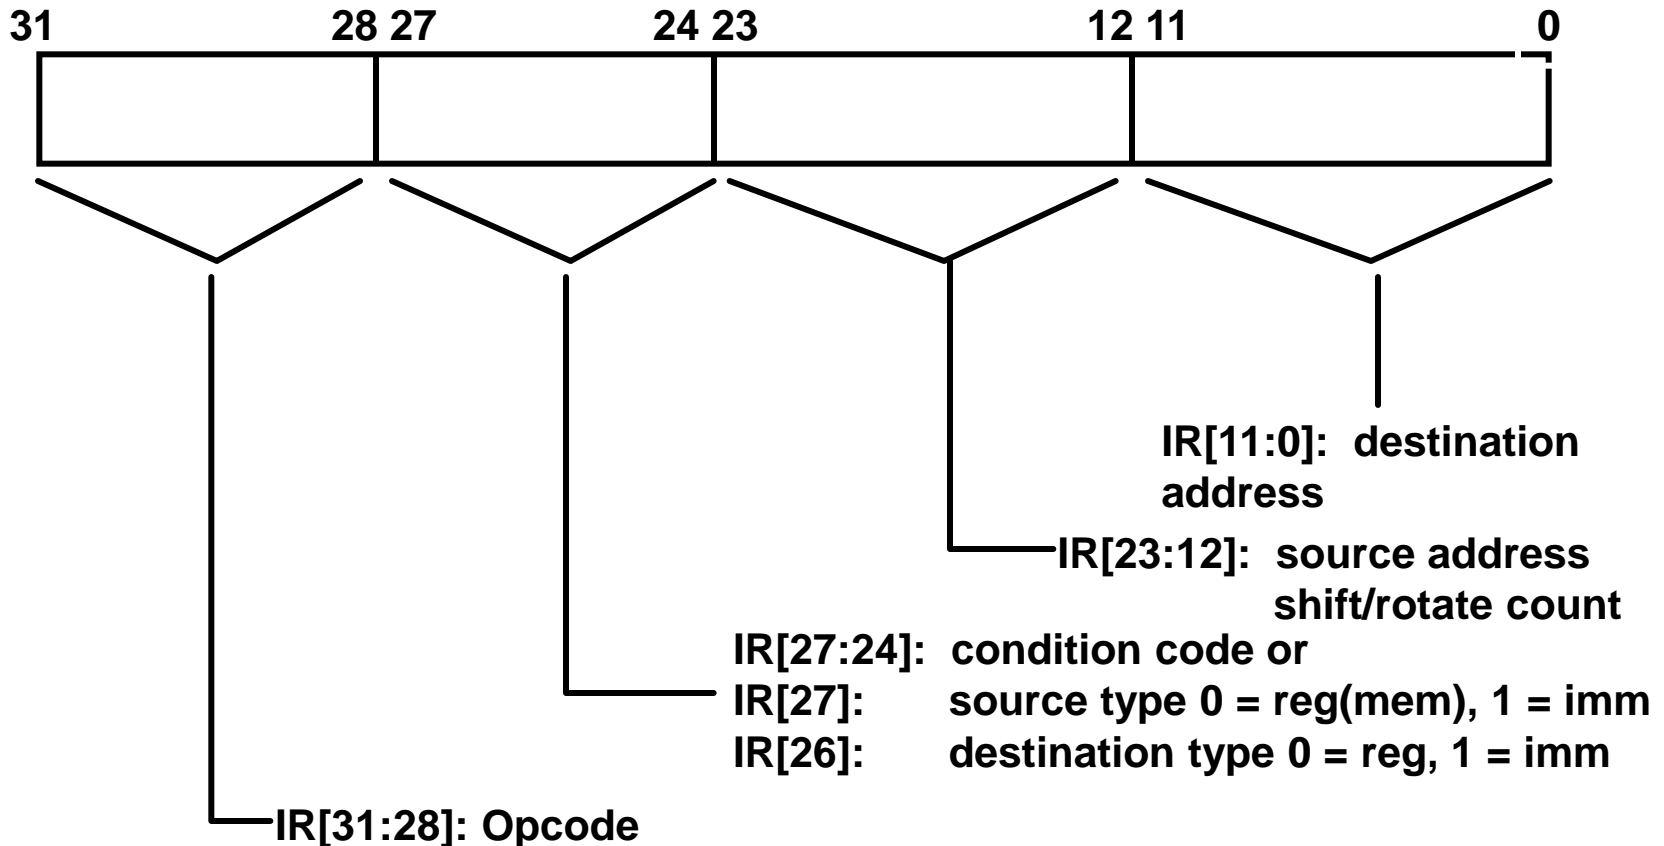 31 28 27 24 23 12 11 0
IR[11:0]: destination
address
IR[23:12]: source address
shift/rotate count
IR[27:24]: condition code or
IR[27]: source type 0 = reg(mem), 1 = imm
IR[26]: destination type 0 = reg, 1 = imm
IR[31:28]: Opcode